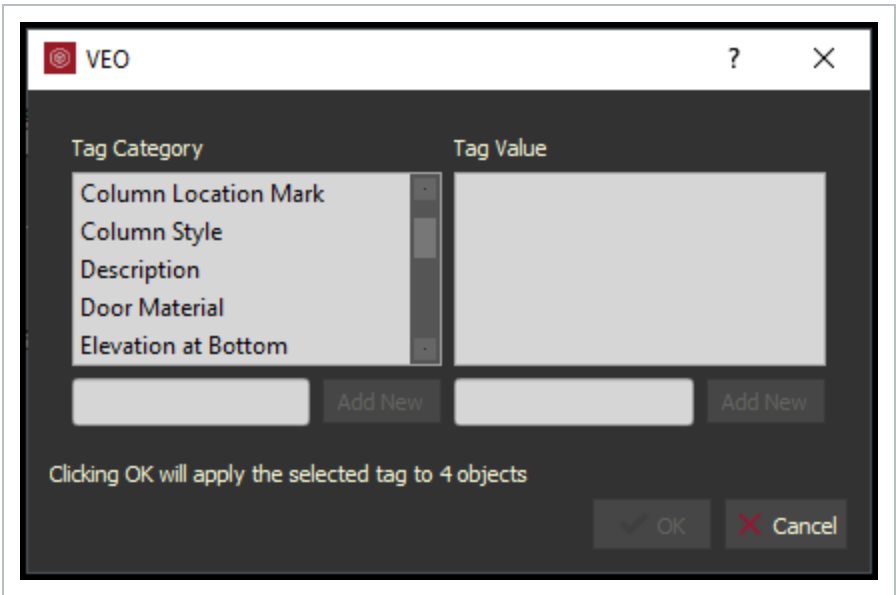 VEO ?
Tag Category
Tag Value
Column Location Mark
Column Style
Description
Door Material
Elevation at Bottom
Add New
Add New
Clicking OK will apply the selected tag to 4 objects
OK
Cancel